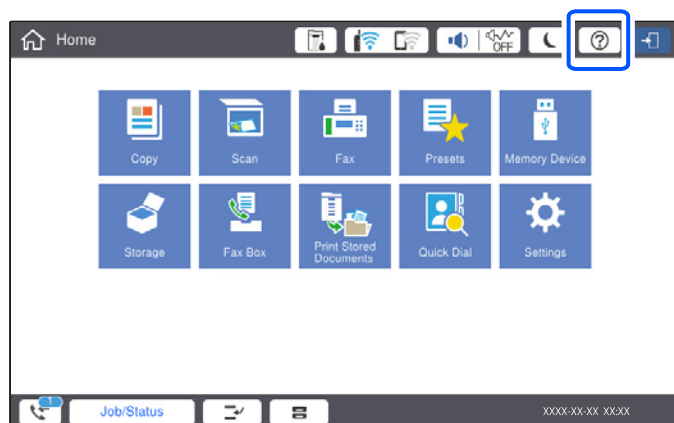 Home
OFF
?
Copy
Scan
Fax
Presets
Memory Device
Storage
Fax Box
Print Stored
Documents
Quick Dial
Settings
1
Job/Status
XXXX-XX-XX XX:XX